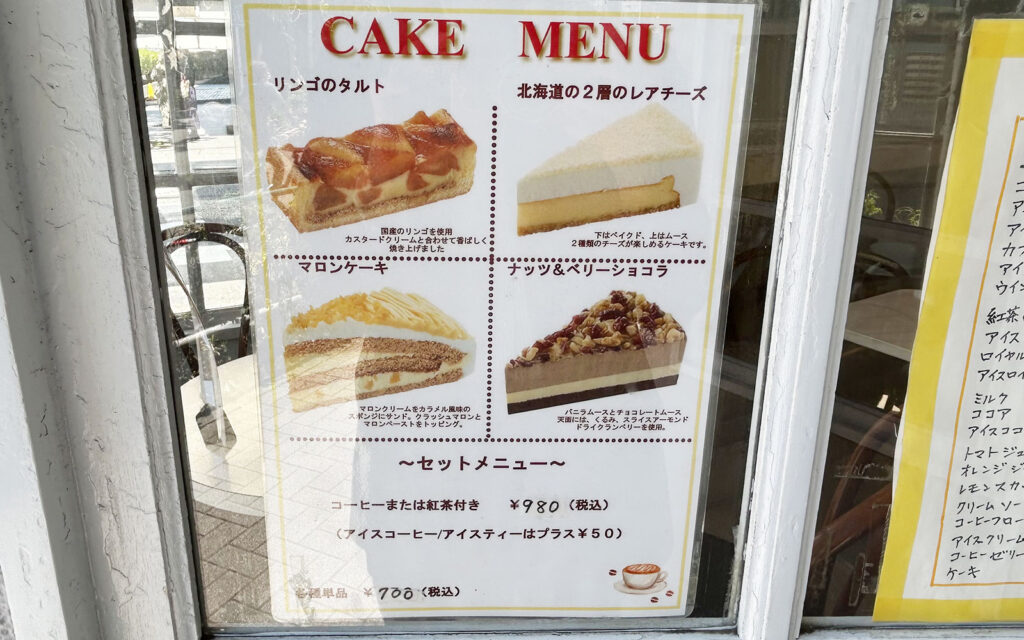 CAKE MENU
リンゴのタルト
国産のリンゴを使用
カスタードクリームと合わせて香ばしく
焼き上げました
北海道の2層のレアチーズ
下はベイクド、上はムース
2種類のチーズが楽しめるケーキです。
マロンケーキ
マロンクリームをカラメル風味の
スポンジにサンド。クラッシュマロンと
マロンペーストをトッピング。
ナッツ&ベリーショコラ
バニラムースとチョコレートムース
天面には、くるみ、スライスアーモンド
ドライクランベリーを使用。
~セットメニュー~
コーヒーまたは紅茶付き ¥980(税込)
(アイスコーヒー/アイスティーはプラス¥50)
単品 ¥700(税込)
紅茶
アイス
ロイヤル
アイスロイ
ミルク
ココア
アイスココ
トマトジュ
オレンジジ
レモンスカ
クリームソー
コーヒーフロー
アイスクリーム
コーヒーゼリー
ケーキ